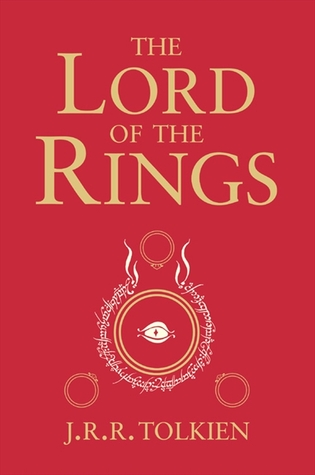 THE
LORD
OF THE
RINGS
J.R.R. TOLKIEN